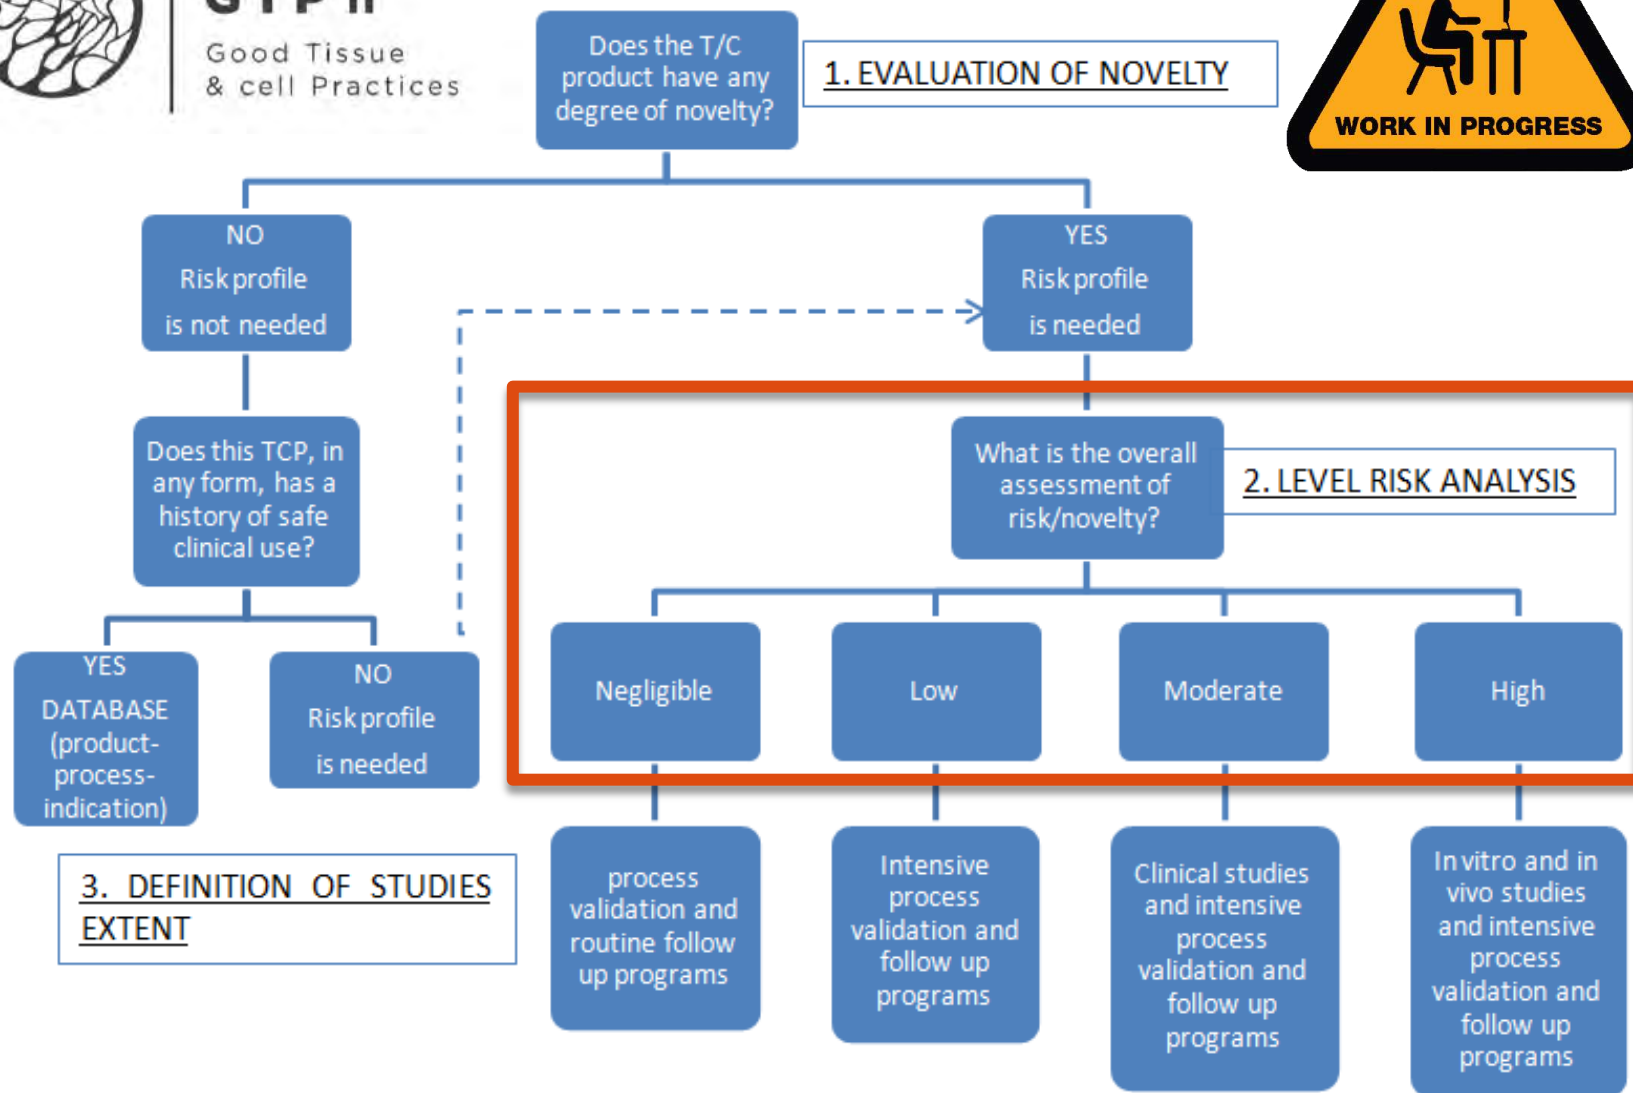 Good Tissue
& cell Practices
Does the T/C
product have any
degree of novelty?
1. EVALUATION OF NOVELTY
WORK IN PROGRESS
NO
Risk profile
is not needed
YES
Risk profile
is needed
Does this TCP, in
any form, has a
history of safe
clinical use?
What is the overall
assessment of
risk/novelty?
2. LEVEL RISK ANALYSIS
YES
DATABASE
(product-
process-
indication)
NO
Risk profile
is needed
Negligible
Low
Moderate
High
3. DEFINITION OF STUDIES
EXTENT
process
validation and
routine follow
up programs
Intensive
process
validation and
follow up
programs
Clinical studies
and intensive
process
validation and
follow up
programs
In vitro and in
vivo studies
and intensive
process
validation and
follow up
programs